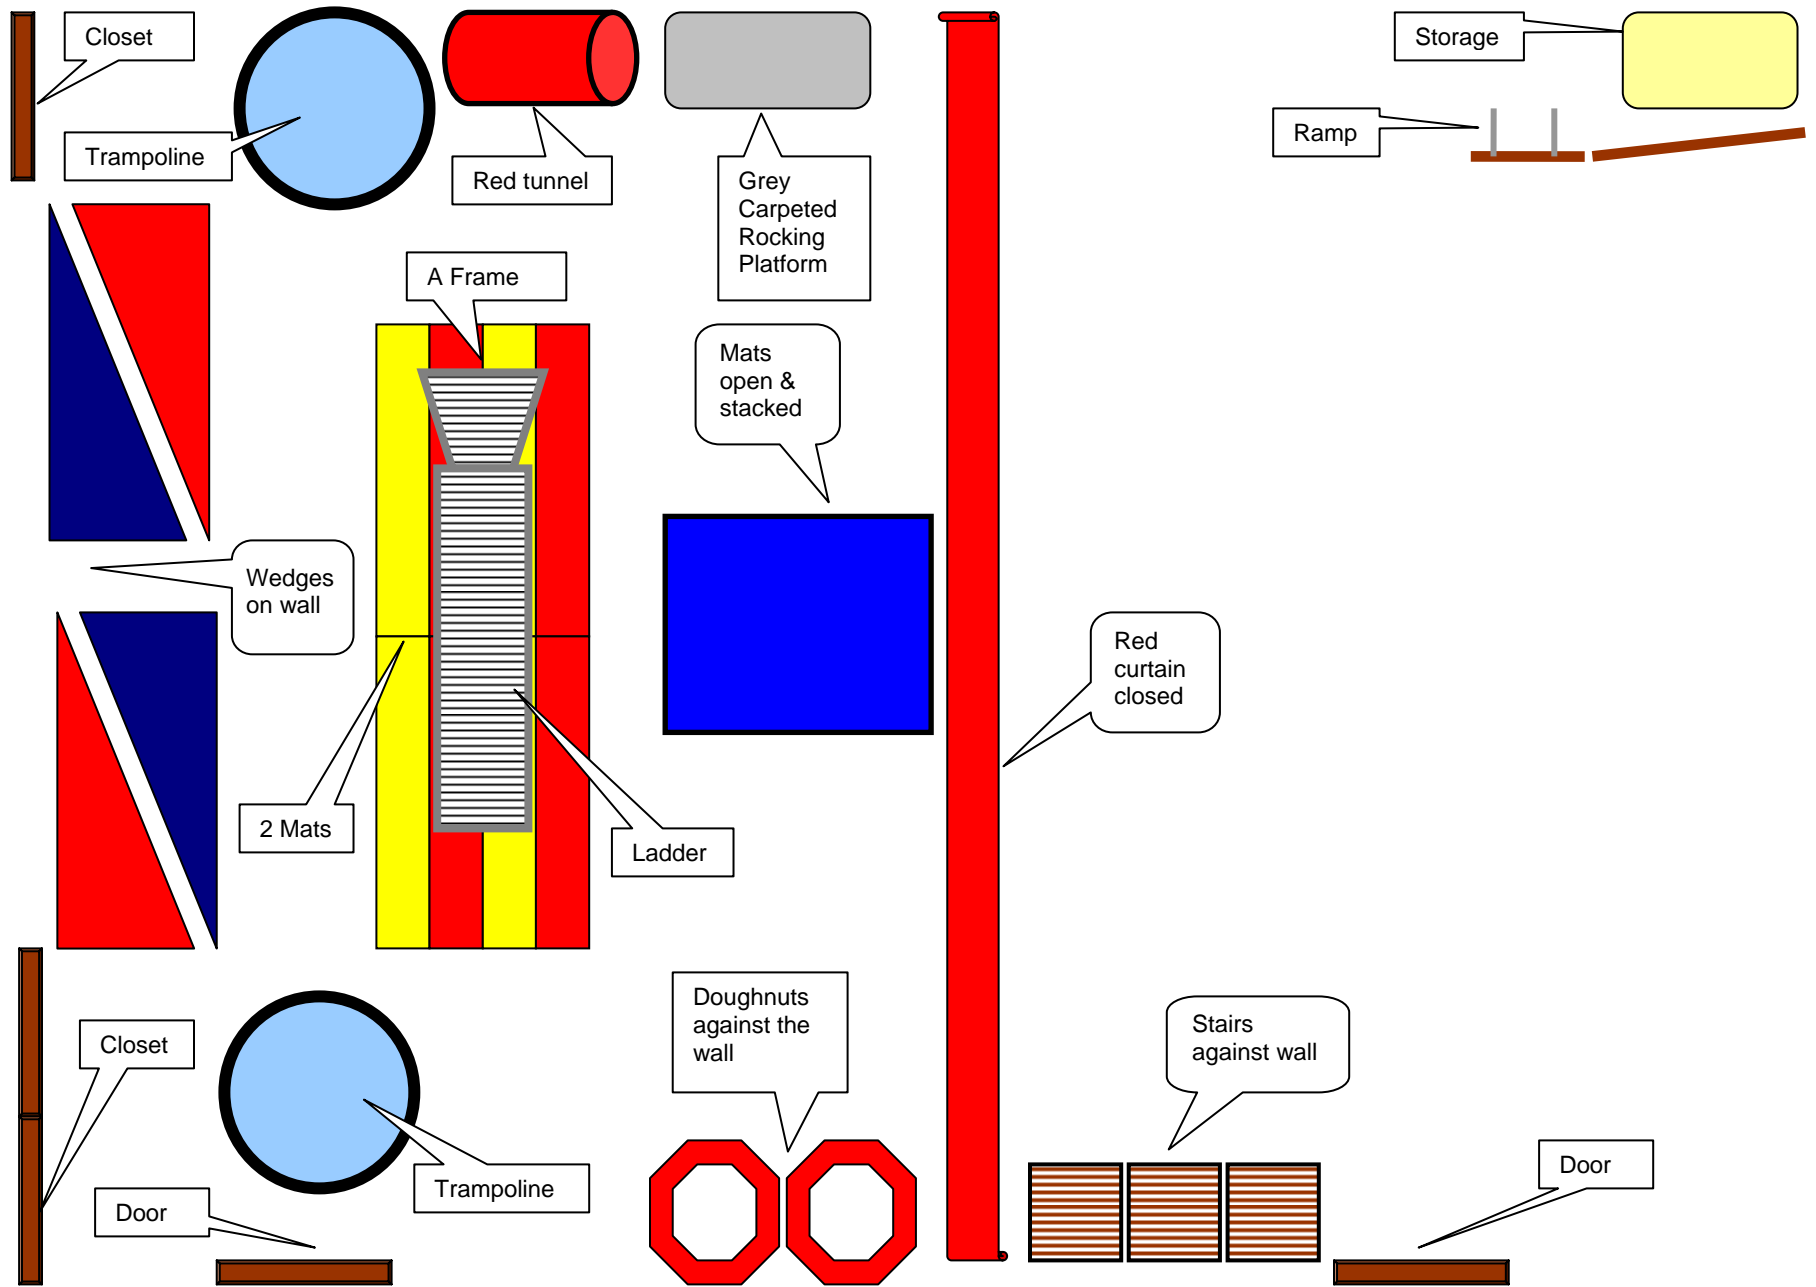 Closet
Storage
Ramp
Trampoline
Red tunnel
Grey
Carpeted
Rocking
Platform
A Frame
Mats
open &
stacked
Wedges
on wall
Red
curtain
closed
2 Mats
Ladder
Doughnuts
against the
wall
Stairs
against wall
Closet
Door
Trampoline
Door